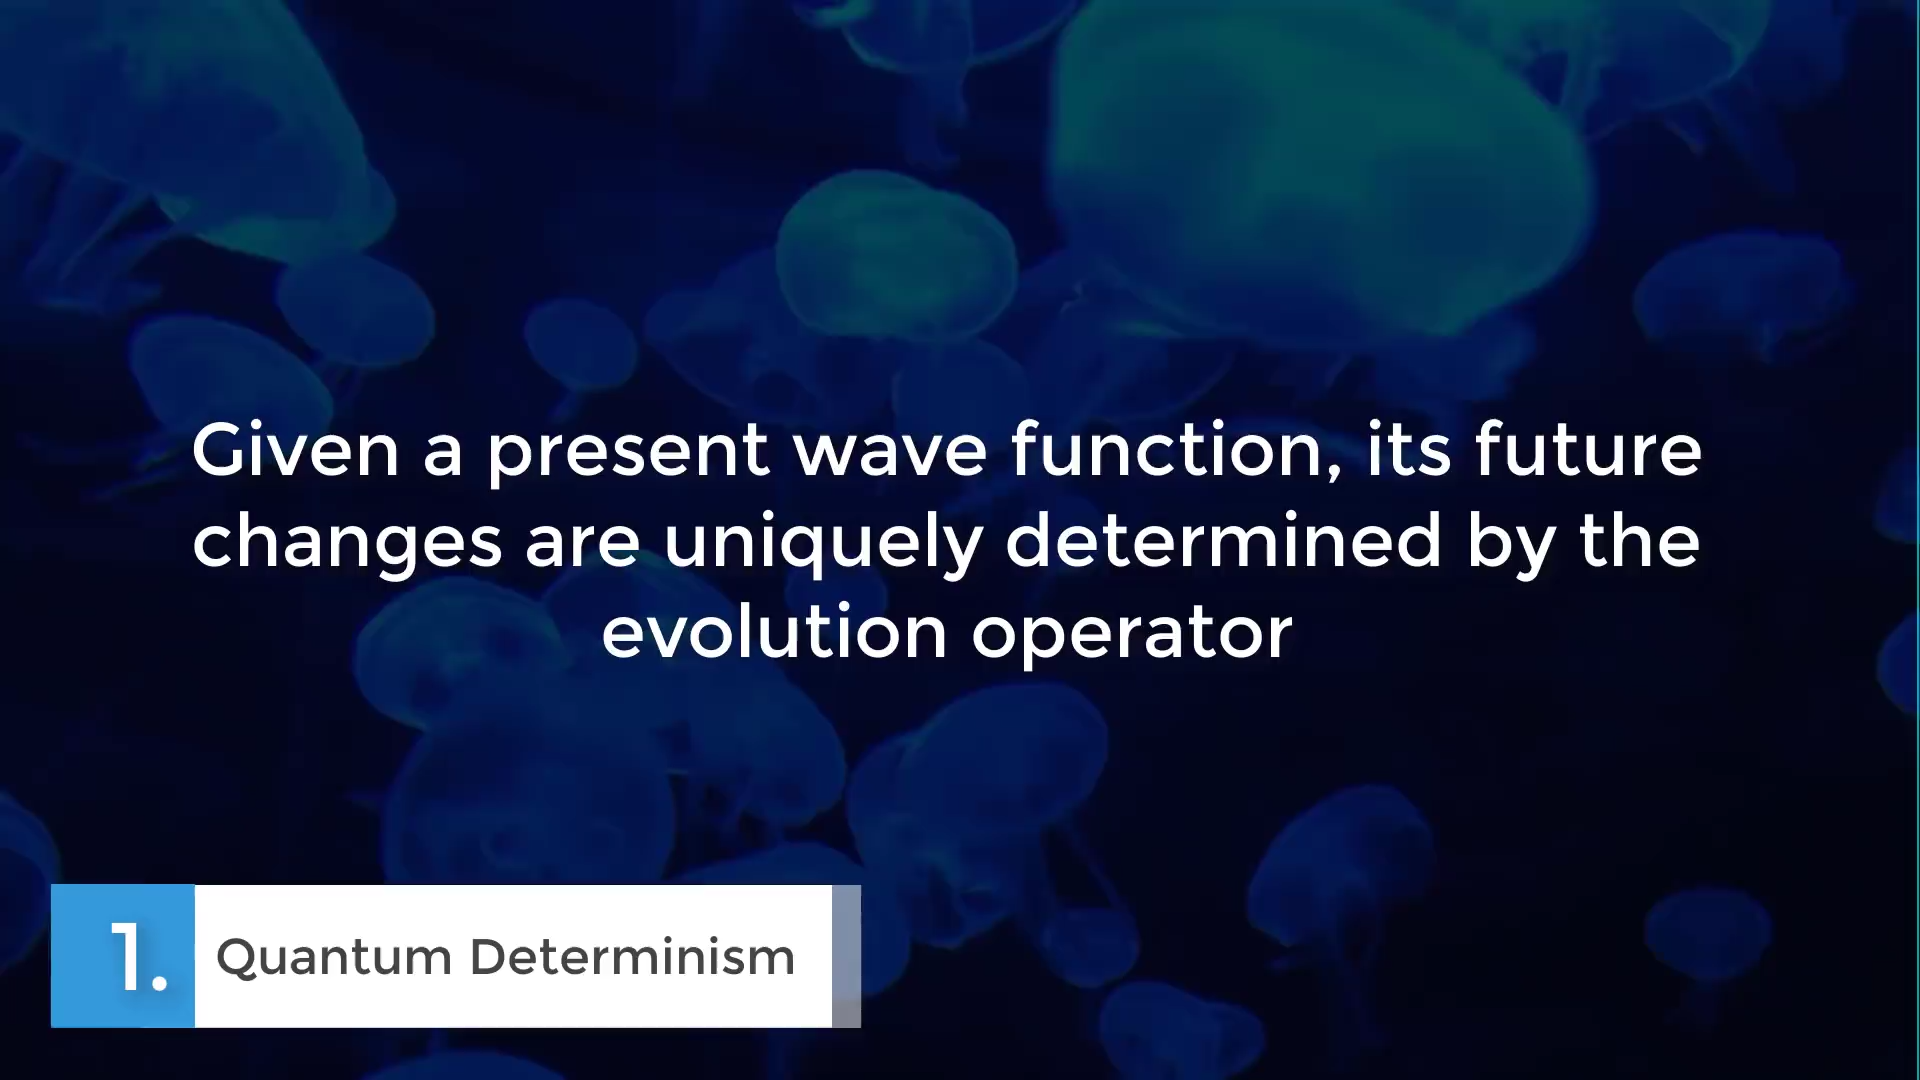 Given a present wave function, its future
changes are uniquely determined by the
evolution operator
1. Quantum Determinism